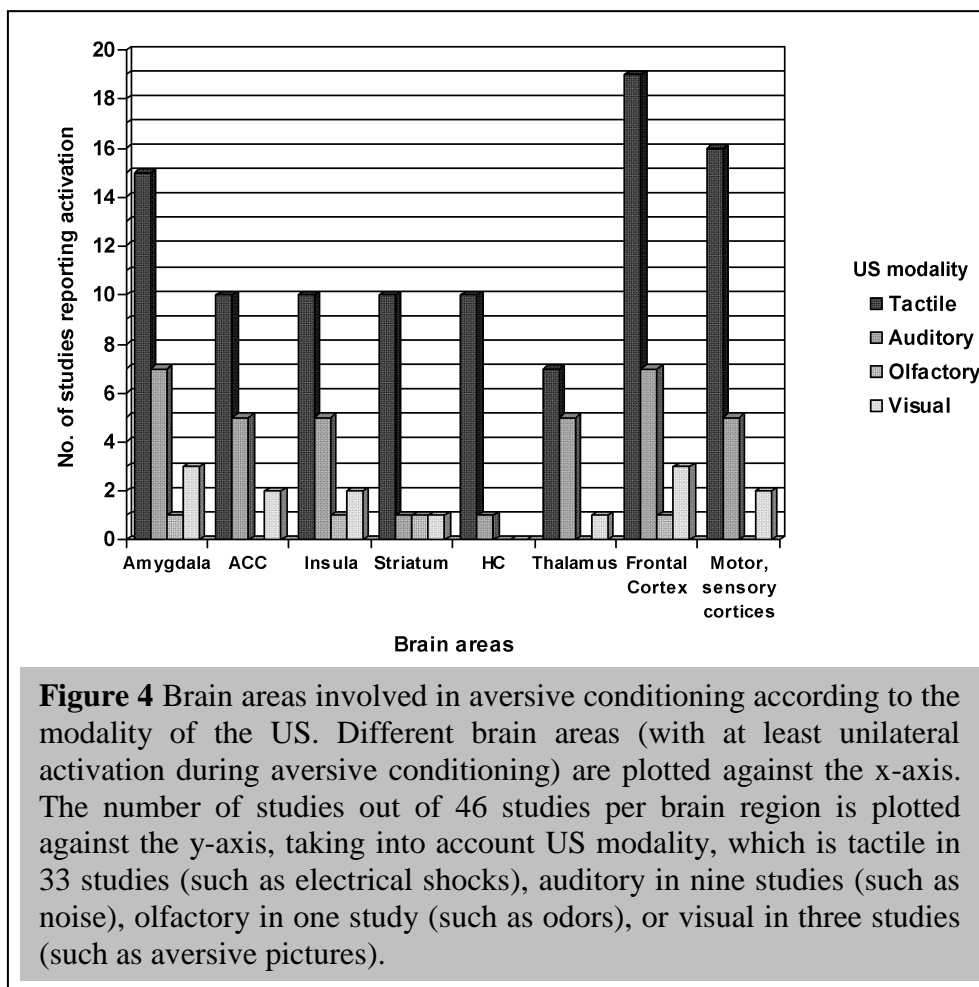 20
18
16
14
12
10
8
6
4
2
0
No. of studies reporting activation
Amygdala ACC Insula Striatum HC Thalamus Frontal Cortex Motor, sensory cortices
Brain areas
US modality
Tactile
Auditory
Olfactory
Visual
Figure 4 Brain areas involved in aversive conditioning according to the
modality of the US. Different brain areas (with at least unilateral
activation during aversive conditioning) are plotted against the x-axis.
The number of studies out of 46 studies per brain region is plotted
against the y-axis, taking into account US modality, which is tactile in
33 studies (such as electrical shocks), auditory in nine studies (such as
noise), olfactory in one study (such as odors), or visual in three studies
(such as aversive pictures).